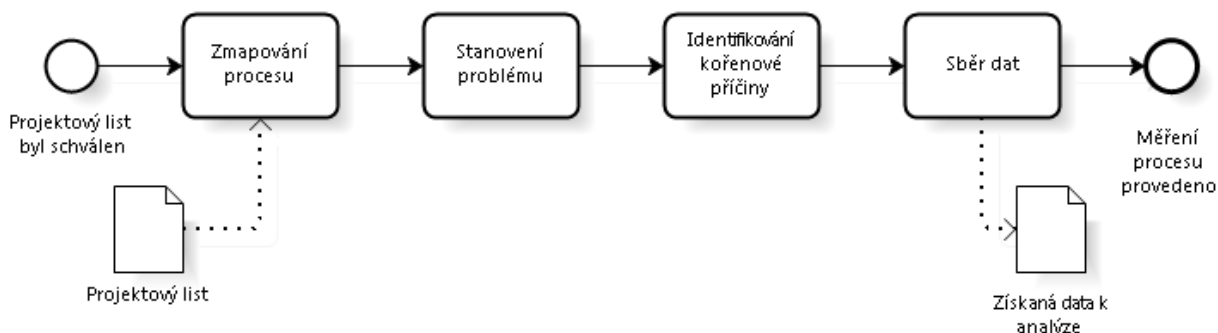 Zmapování
procesu
Stanovení
problému
Identifikování
kořenové
příčiny
Sběr dat
Projektový list
byl schválen
Měření
procesu
provedeno
Projektový list
Získaná data k
analýze